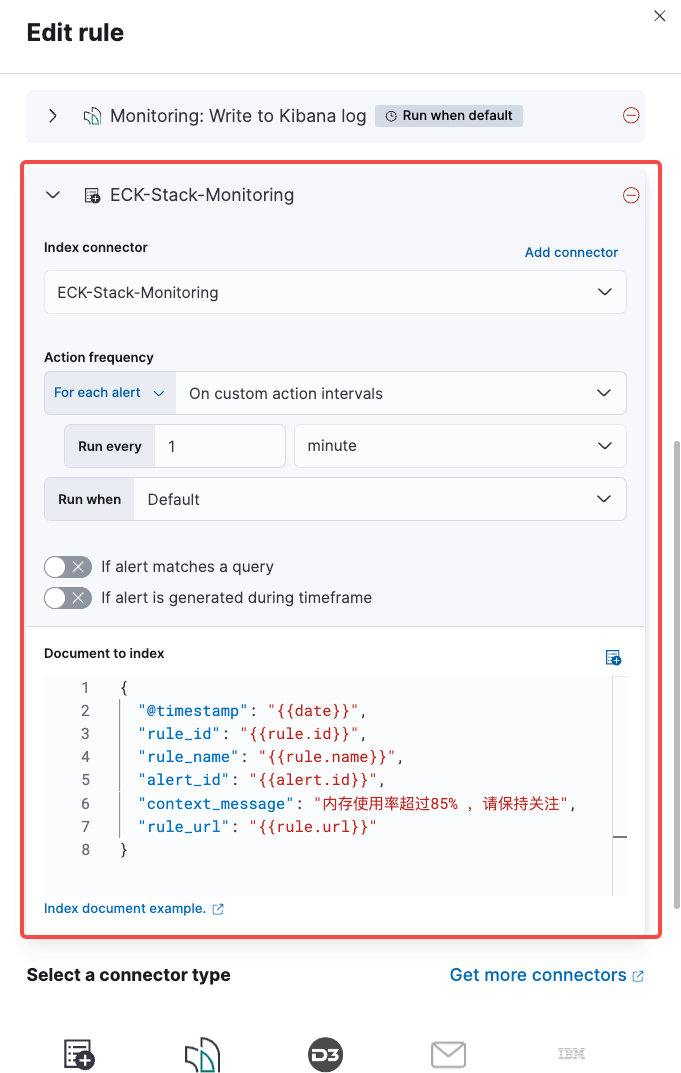 Edit rule
Monitoring: Write to Kibana log Run when default
ECK-Stack-Monitoring
Index connector
Add connector
ECK-Stack-Monitoring
Action frequency
For each alert On custom action intervals
Run every 1 minute
Run when Default
If alert matches a query
If alert is generated during timeframe
Document to index
1 {
2 "@timestamp": "{{date}}",
3 "rule_id": "{{rule.id}}",
4 "rule_name": "{{rule.name}}",
5 "alert_id": "{{alert.id}}",
6 "context_message": "内存使用率超过85% ，请保持关注",
7 "rule_url": "{{rule.url}}"
8 }
Index document example.
Select a connector type Get more connectors
D3 IBM